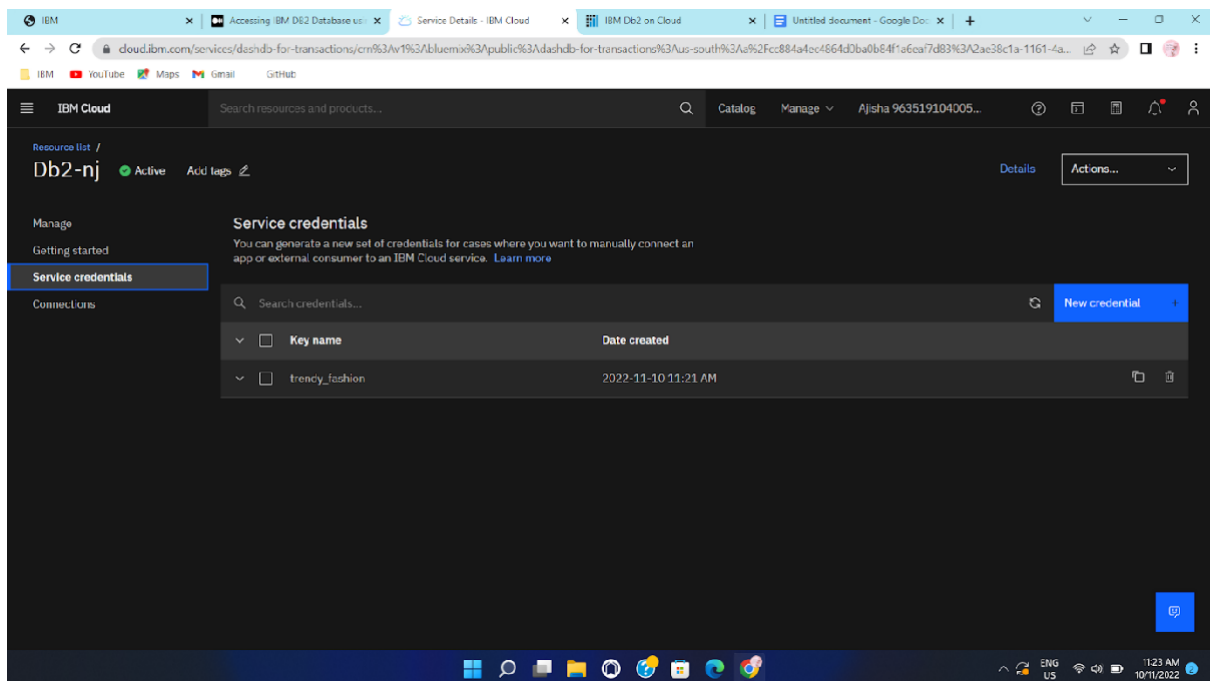 IBM
Accessing IBM DB2 Database us
Service Details - IBM Cloud
IBM Db2 on Cloud
Untitled document - Google Doc
IBM
YouTube
Maps
Gmail
GitHub
IBM Cloud
Search resources and products...
Catalog
Manage
Ajisha 963519104005...
Resource list /
Db2-nj
Active
Add tags
Details
Actions...
Manage
Getting started
Service credentials
Connections
Service credentials
You can generate a new set of credentials for cases where you want to manually connect an
app or external consumer to an IBM Cloud service. Learn more
Search credentials...
New credential +
Key name
Date created
trendy_fashion
2022-11-10 11:21 AM
ENG
US
11:23 AM
10/11/2022